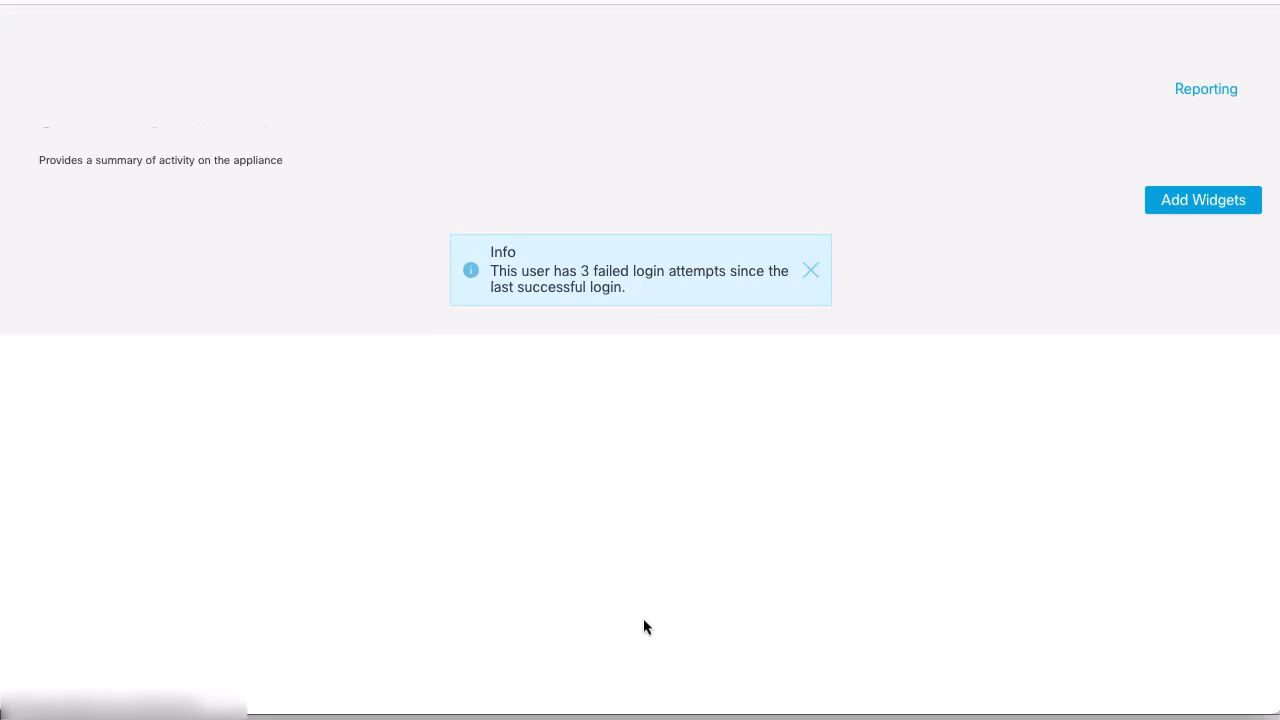 Reporting
Provides a summary of activity on the appliance
Add Widgets
Info
This user has 3 failed login attempts since the
last successful login.